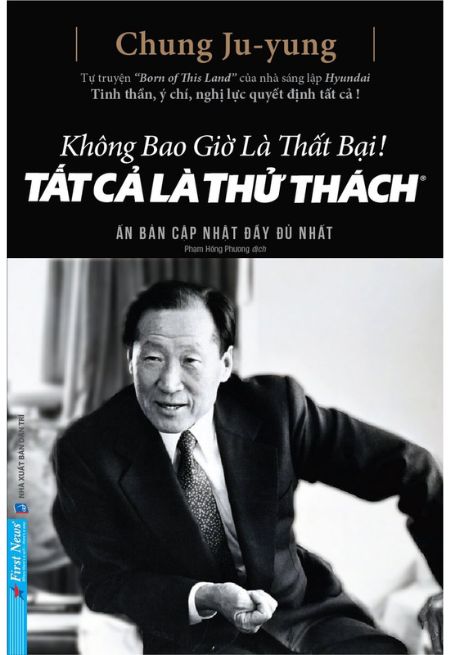 Chung Ju-yung
Tự truyện “Born of This Land” của nhà sáng lập Hyundai
Tinh thần, ý chí, nghị lực quyết định tất cả !
Không Bao Giờ Là Thất Bại!
TẤT CẢ LÀ THỬ THÁCH®
ẤN BẢN CẬP NHẬT ĐẦY ĐỦ NHẤT
Phạm Hồng Phương dịch
NHÀ XUẤT BẢN DÂN TRÍ
First News